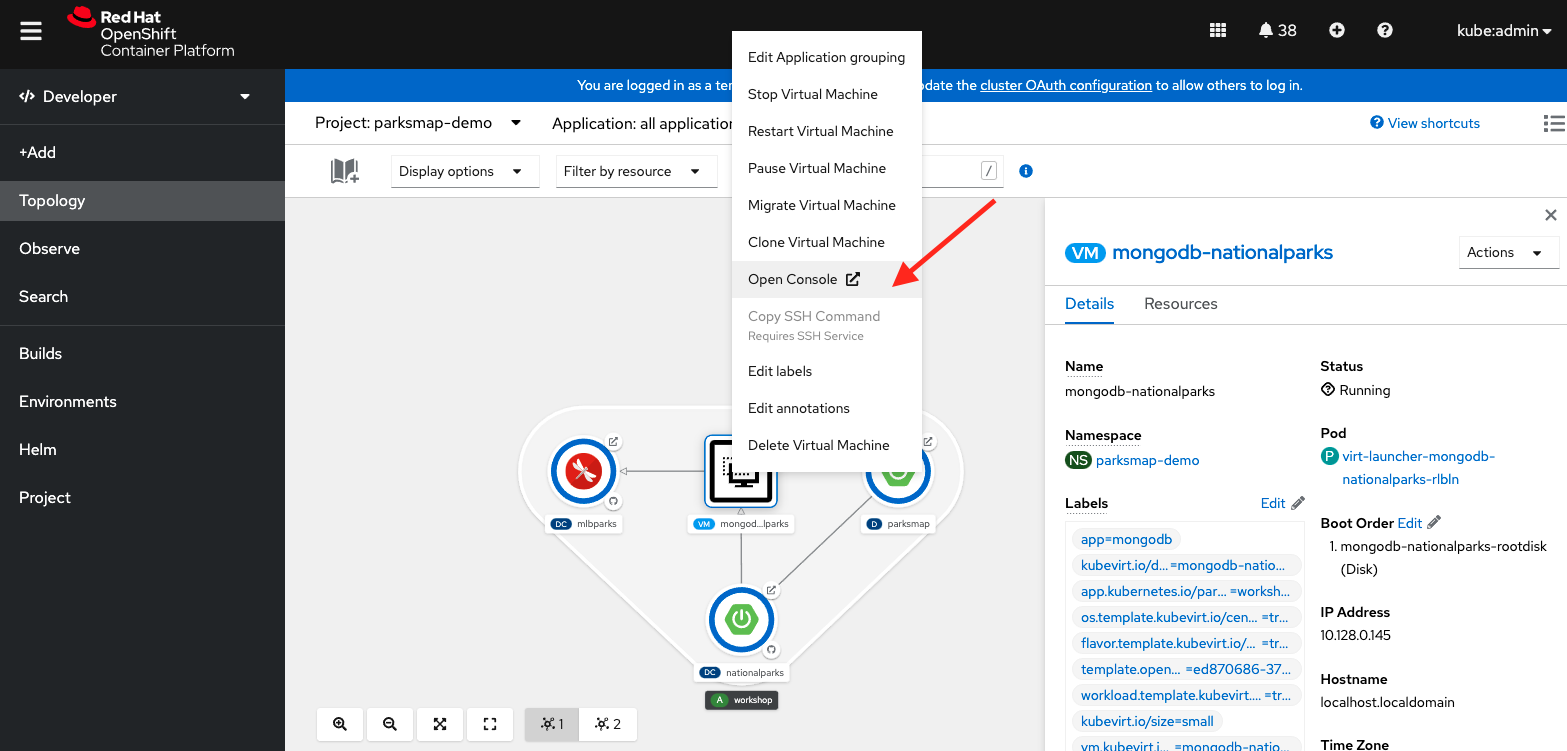 Red Hat
OpenShift
Container Platform
38
kube:admin
Developer
+Add
Topology
Observe
Search
Builds
Environments
Helm
Project
You are logged in as a
date the cluster OAuth configuration to allow others to log in.
Project: parksmap-demo
Application: all
View shortcuts
Display options
Filter by resource
/
Edit Application grouping
Stop Virtual Machine
Restart Virtual Machine
Pause Virtual Machine
Migrate Virtual Machine
Clone Virtual Machine
Open Console
Copy SSH Command
Requires SSH Service
Edit labels
Edit annotations
Delete Virtual Machine
DC mlbparks
VM mongod...lparks
D parksmap
DC nationalparks
A workshop
1
2
VM mongodb-nationalparks
Actions
Details
Resources
Name
mongodb-nationalparks
Namespace
NS parksmap-demo
Labels
Edit
app=mongodb
kubevirt.io/d... =mongodb-natio...
app.kubernetes.io/par... =worksh...
os.template.kubevirt.io/cen... =tr...
flavor.template.kubevirt.io/... =tr...
template.open... =ed870686-37...
workload.template.kubevirt.... =tr...
kubevirt.io/size=small
vm.kubevirt.i... =mongodb-natio...
Status
Running
Pod
P virt-launcher-mongodb-
nationalparks-rlbln
Boot Order Edit
1. mongodb-nationalparks-rootdisk
(Disk)
IP Address
10.128.0.145
Hostname
localhost.localdomain
Time Zone